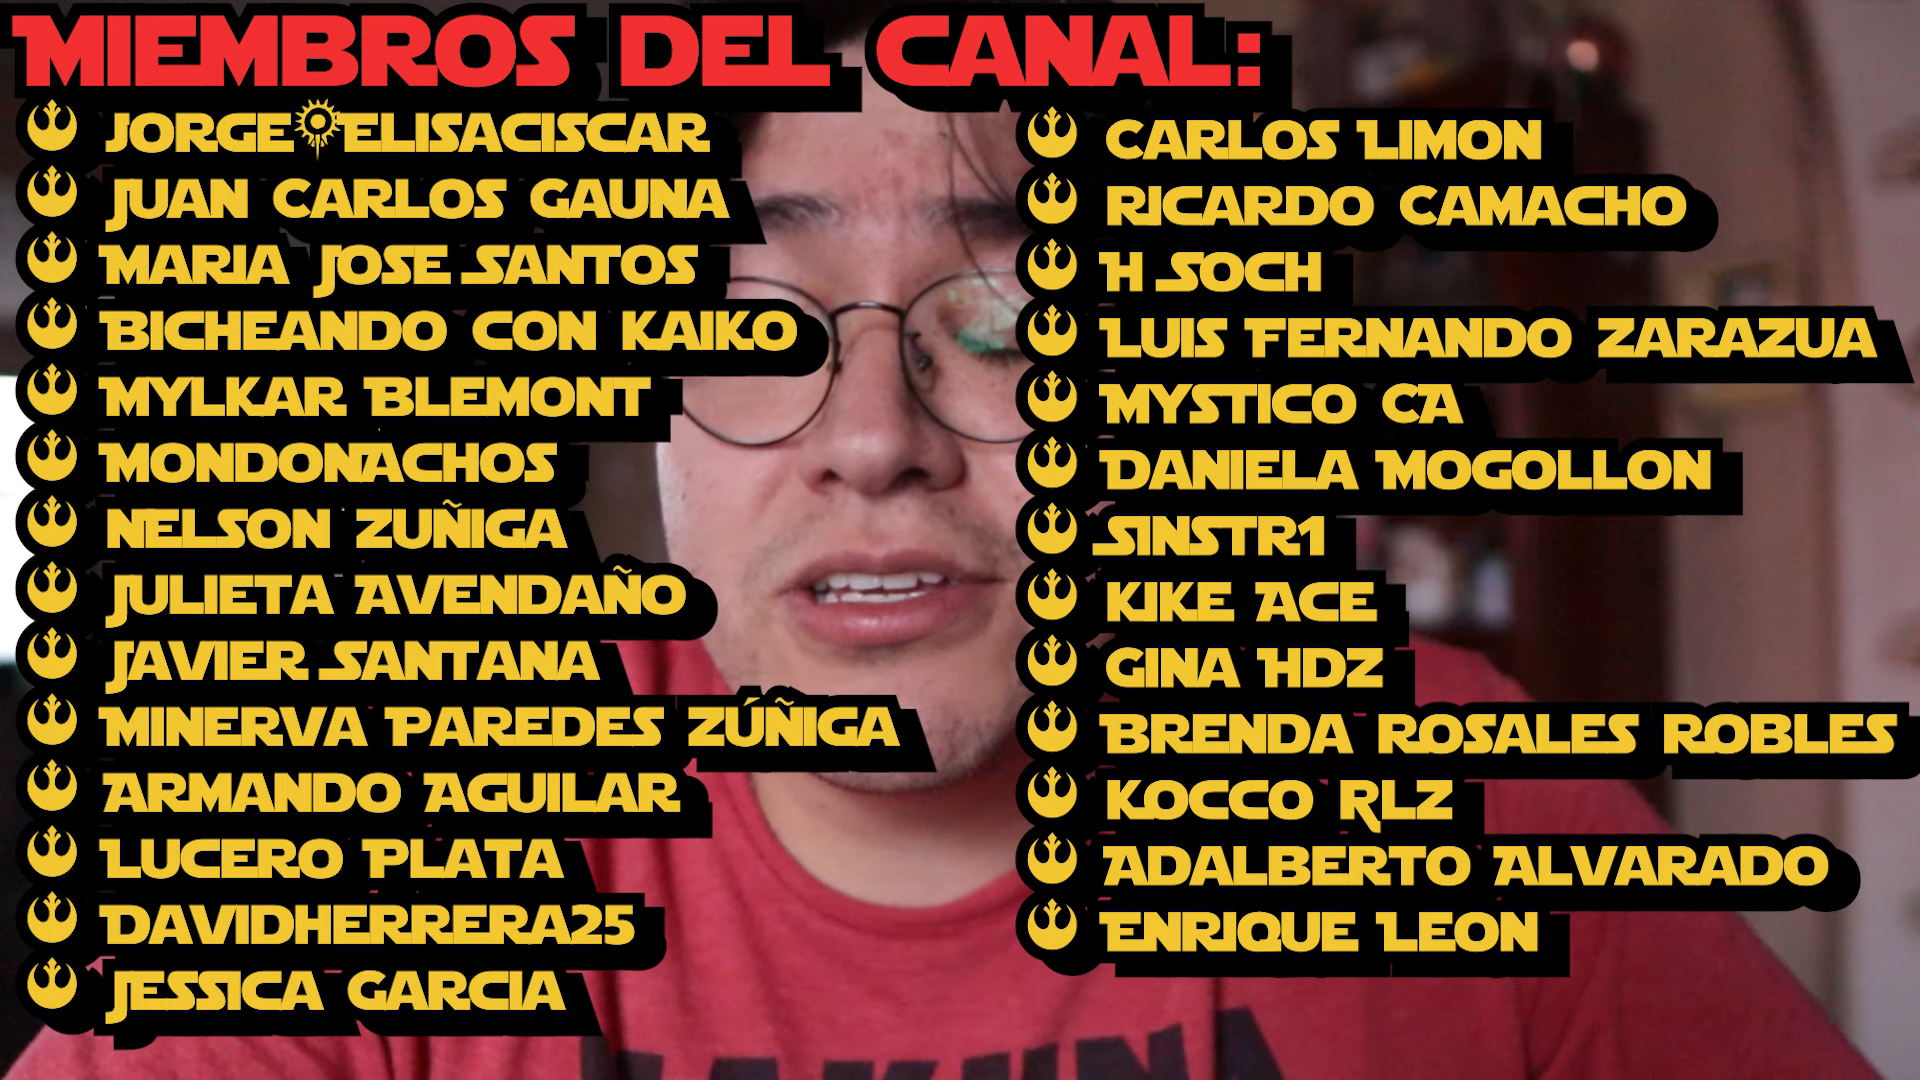 MIEMBROS DEL CANAL:
JORGE ELISACISCAR
JUAN CARLOS GAUNA
MARIA JOSE SANTOS
BICHEANDO CON KAIKO
MYLKAR BLEMONT
MONDONACHOS
NELSON ZUÑIGA
JULIETA AVENDAÑO
JAVIER SANTANA
MINERVA PAREDES ZÚÑIGA
ARMANDO AGUILAR
LUCERO PLATA
DAVIDHERRERA25
JESSICA GARCIA
CARLOS LIMON
RICARDO CAMACHO
H SOCH
LUIS FERNANDO ZARAZUA
MYSTICO CA
DANIELA MOGOLLON
SINSTR1
KIKE ACE
GINA HDZ
BRENDA ROSALES ROBLES
KOCCO RLZ
ADALBERTO ALVARADO
ENRIQUE LEON